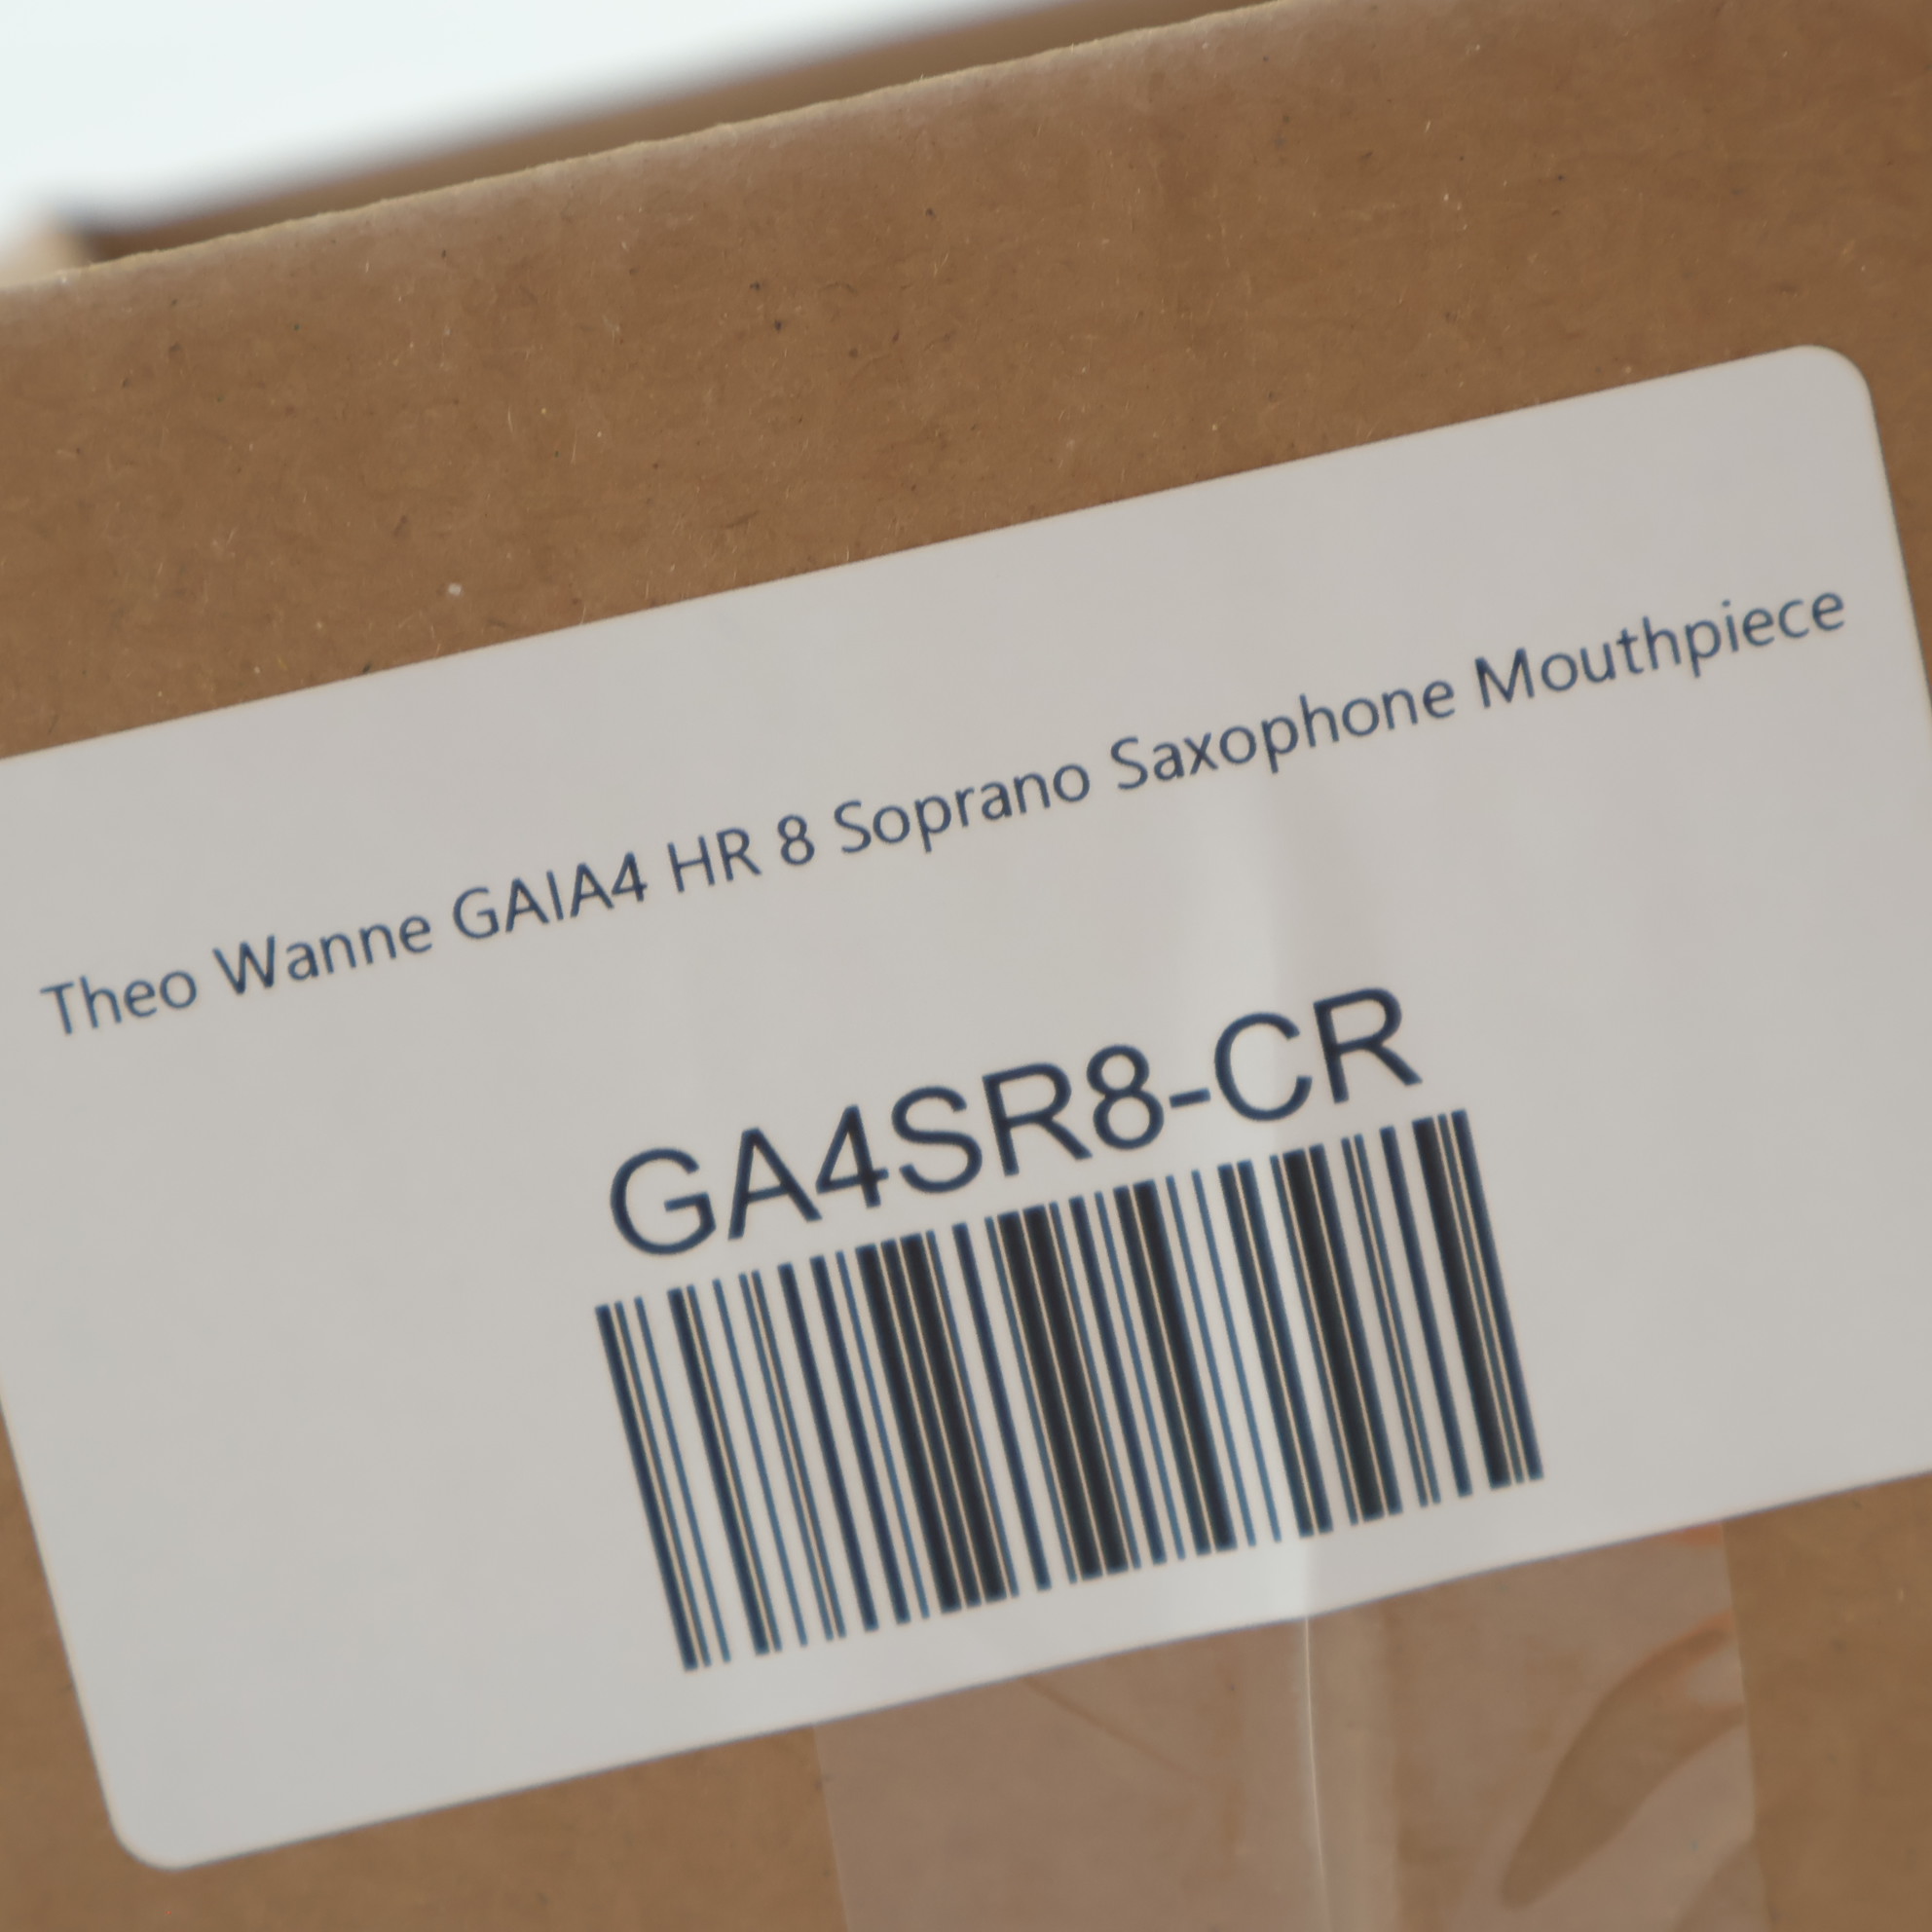 Theo Wanne GAIA4 HR 8 Soprano Saxophone Mouthpiece
GA4SR8-CR